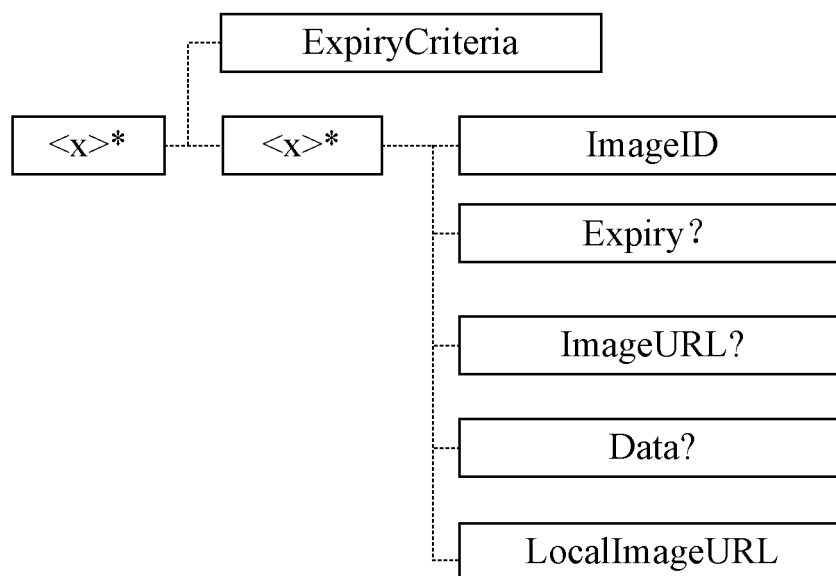 ExpiryCriteria
<x>*
<x>*
ImageID
Expiry?
ImageURL?
Data?
LocalImageURL